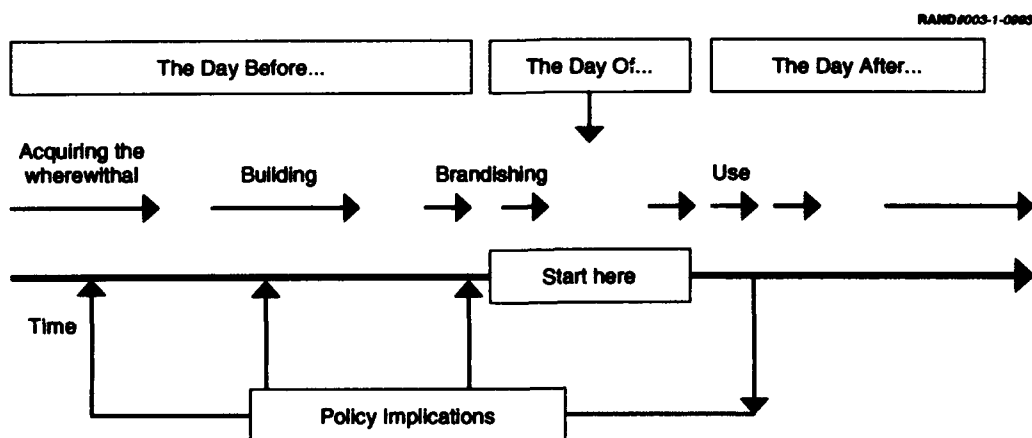 RAND#003-1-0993
The Day Before...
The Day Of...
The Day After...
Acquiring the
wherewithal
Building
Brandishing
Use
Start here
Time
Policy implications